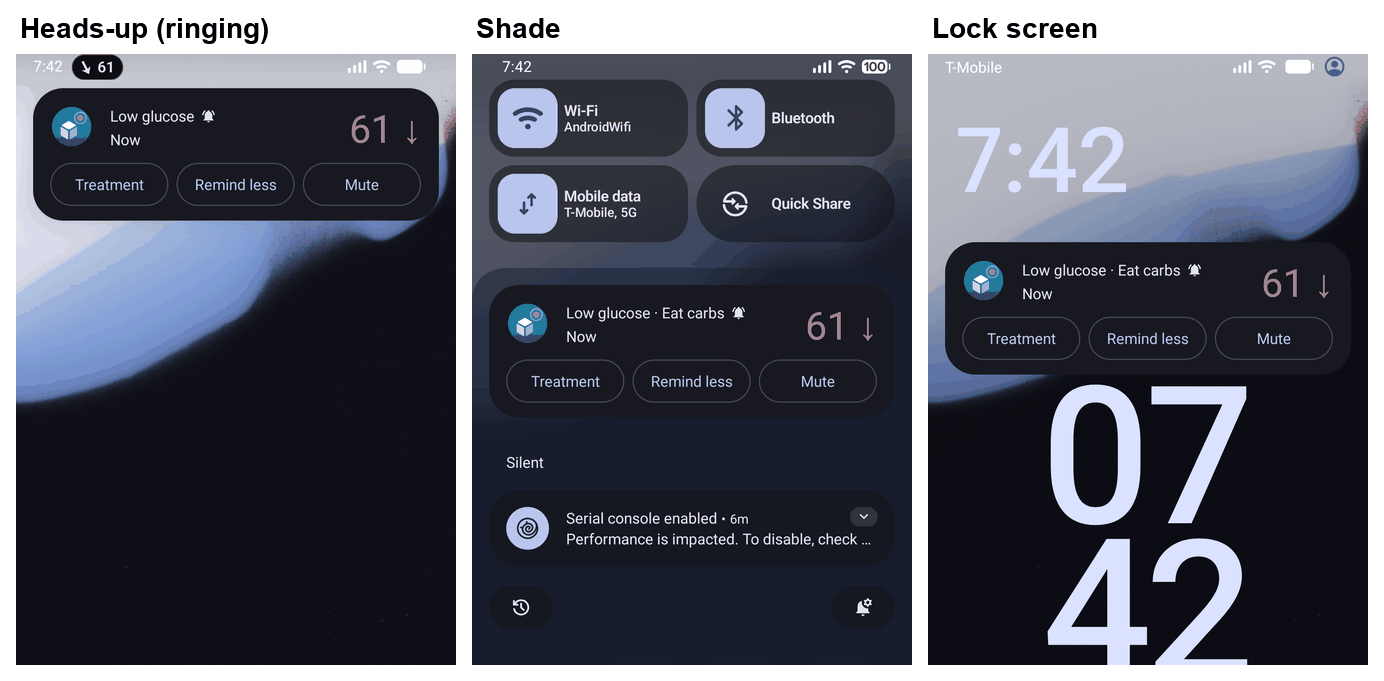 Heads-up (ringing)
7:42
↘ 61
Low glucose
Now
61 ↓
Treatment
Remind less
Mute
Shade
7:42
100
Wi-Fi
AndroidWifi
Bluetooth
Mobile data
T-Mobile, 5G
Quick Share
Low glucose · Eat carbs
Now
61 ↓
Treatment
Remind less
Mute
Silent
Serial console enabled • 6m
Performance is impacted. To disable, check …
Lock screen
T-Mobile
7:42
Low glucose · Eat carbs
Now
61 ↓
Treatment
Remind less
Mute
07
42